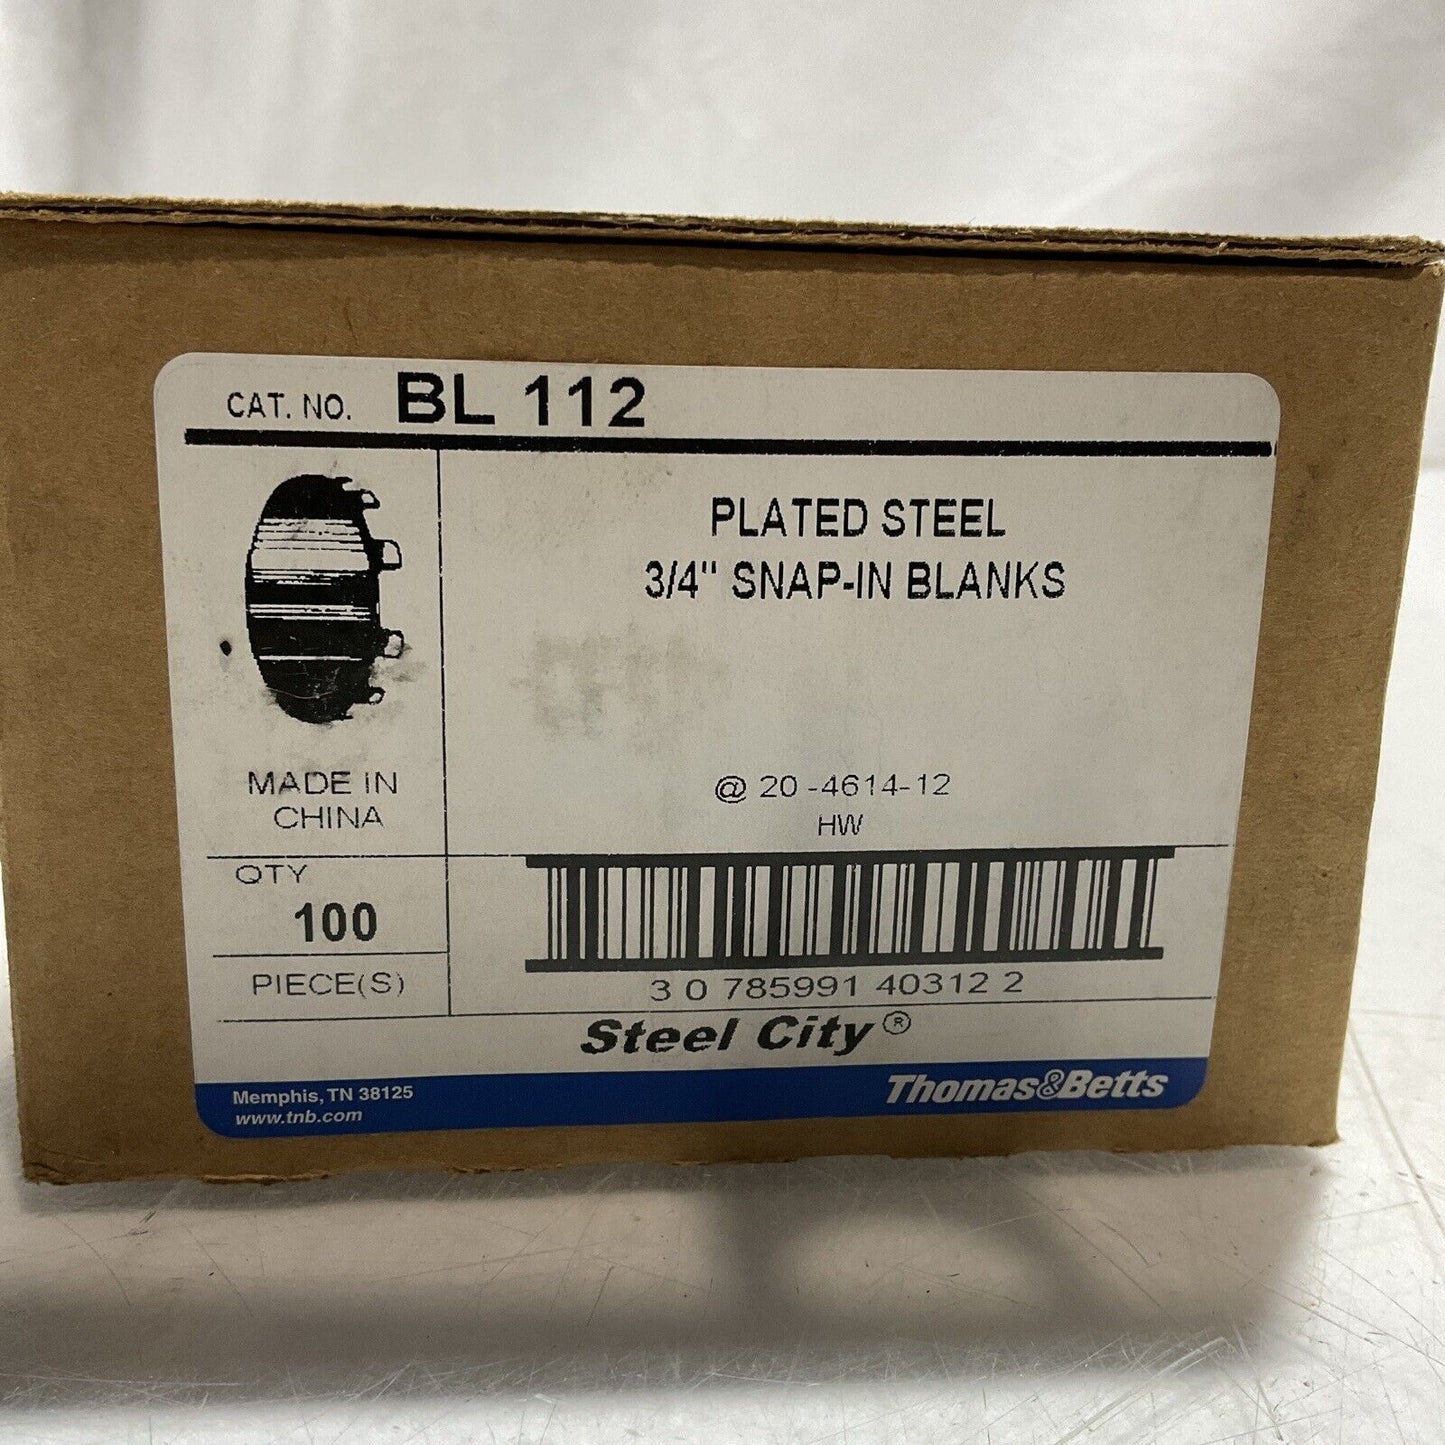 CAT. NO. BL 112
PLATED STEEL
3/4" SNAP-IN BLANKS
MADE IN
CHINA
@ 20 -4614-12
HW
QTY
100
PIECE(S)
3 0 785991 40312 2
Steel City®
Memphis, TN 38125
www.tnb.com
Thomas&Betts